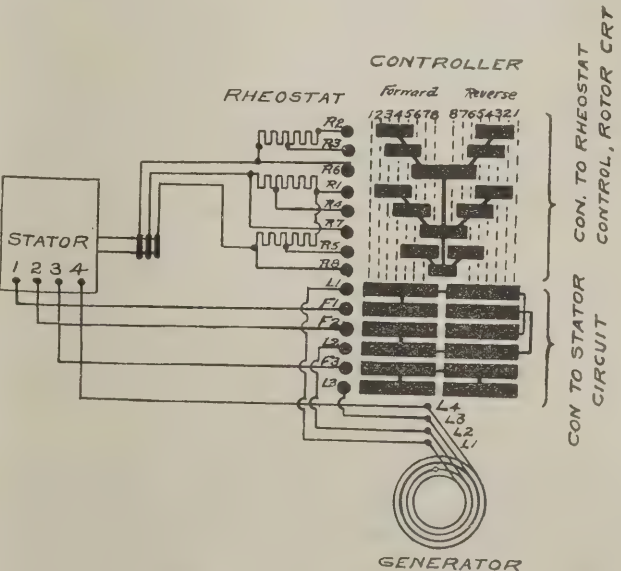 CONTROLLER
Forward Reverse
12345678 87654321
RHEOSTAT
R2
R3
R6
R1
R4
R7
R5
R8
L1
F1
F2
L2
F3
L3
STATOR
1 2 3 4
L4
L3
L2
L1
GENERATOR
CON. TO RHEOSTAT
CONTROL, ROTOR CRT
CON TO STATOR
CIRCUIT